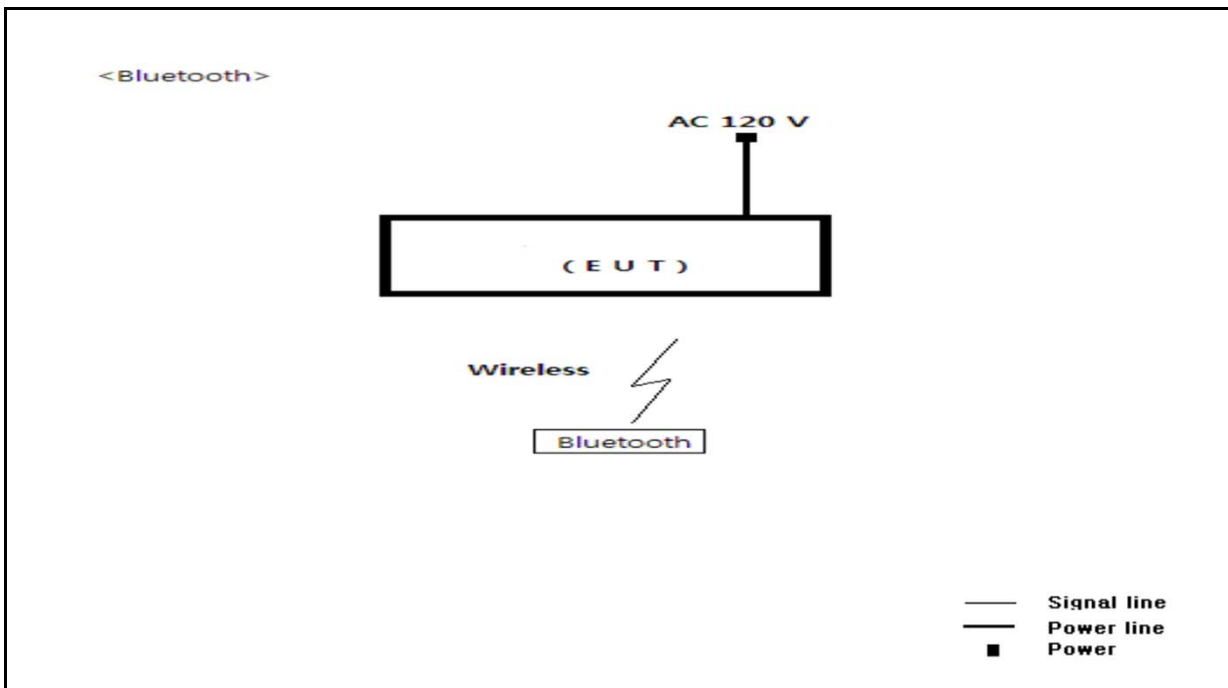 <Bluetooth>
AC 120 V
( E U T )
Wireless
Bluetooth
Signal line
Power line
Power